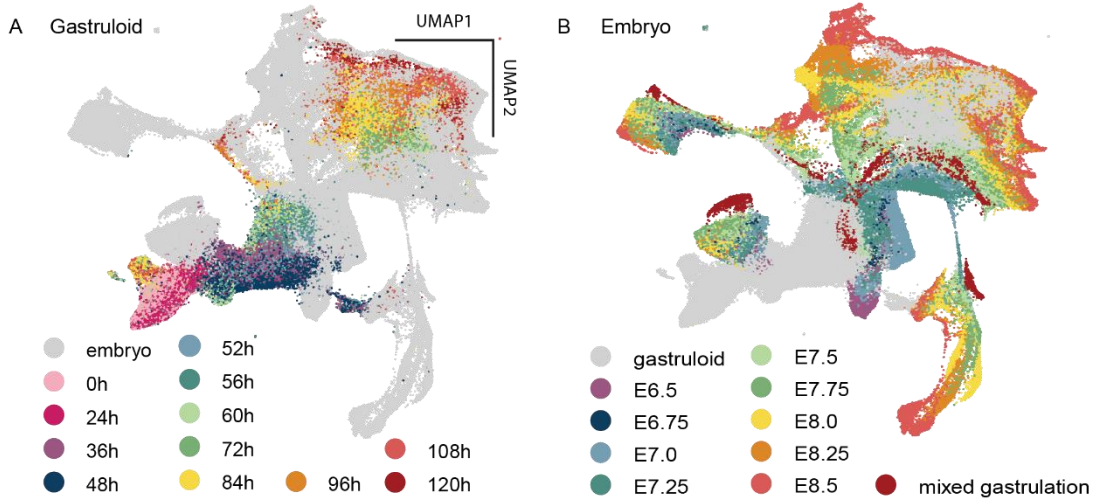 A Gastruloid
UMAP1
UMAP2
embryo
0h
24h
36h
48h
52h
56h
60h
72h
84h
96h
108h
120h
B Embryo
gastruloid
E6.5
E6.75
E7.0
E7.25
E7.5
E7.75
E8.0
E8.25
E8.5
mixed gastrulation